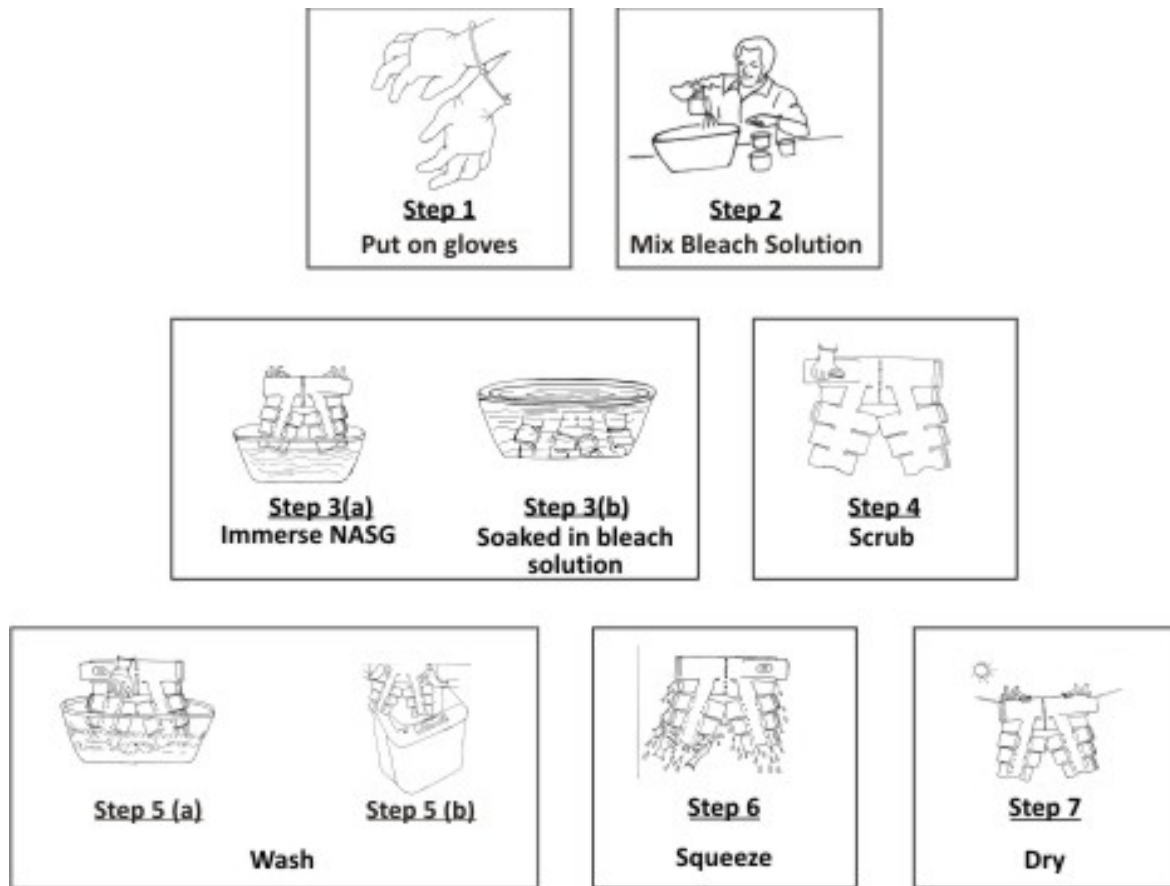 Step 1
Put on gloves
Step 2
Mix Bleach Solution
Step 3(a)
Immerse NASG
Step 3(b)
Soaked in bleach
solution
Step 4
Scrub
Step 5 (a)
Step 5 (b)
Wash
Step 6
Squeeze
Step 7
Dry